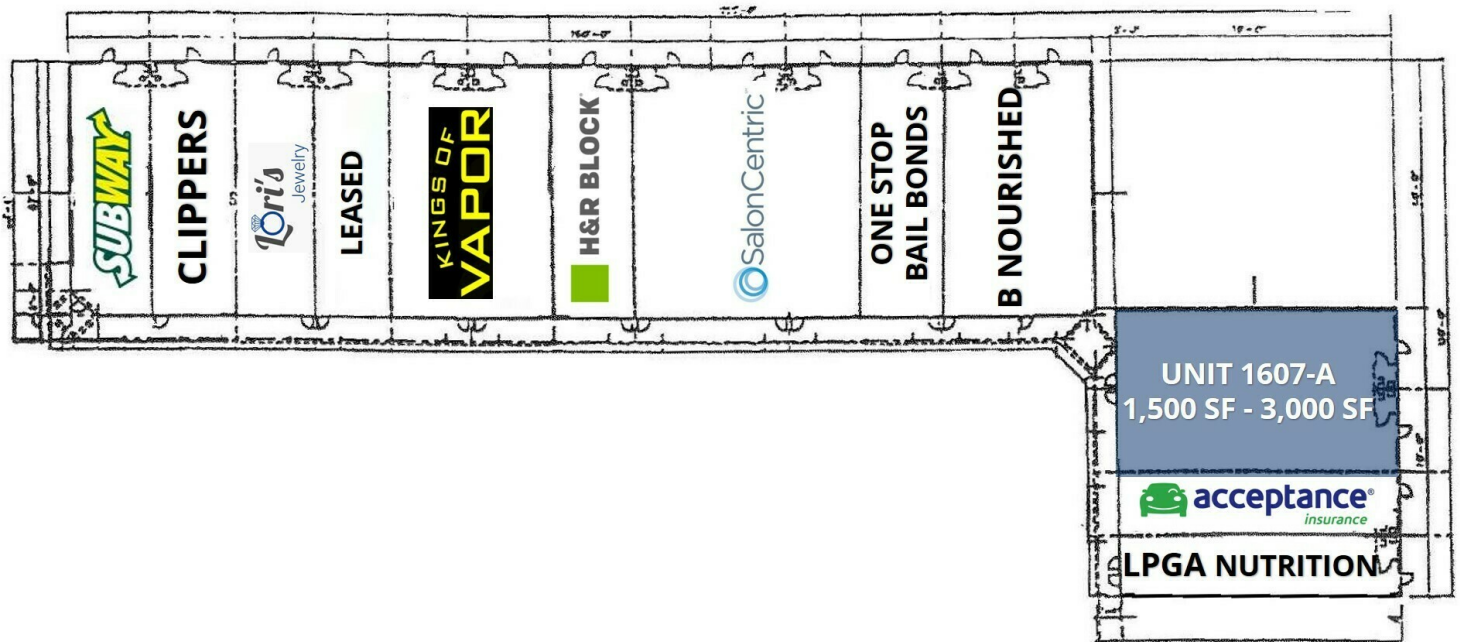 SUBWAY
CLIPPERS
Lori's
Jewelry
LEASED
KINGS OF
VAPOR
H&R BLOCK
SalonCentric
ONE STOP
BAIL BONDS
B NOURISHED
UNIT 1607-A
1,500 SF - 3,000 SF
acceptance®
insurance
LPGA NUTRITION